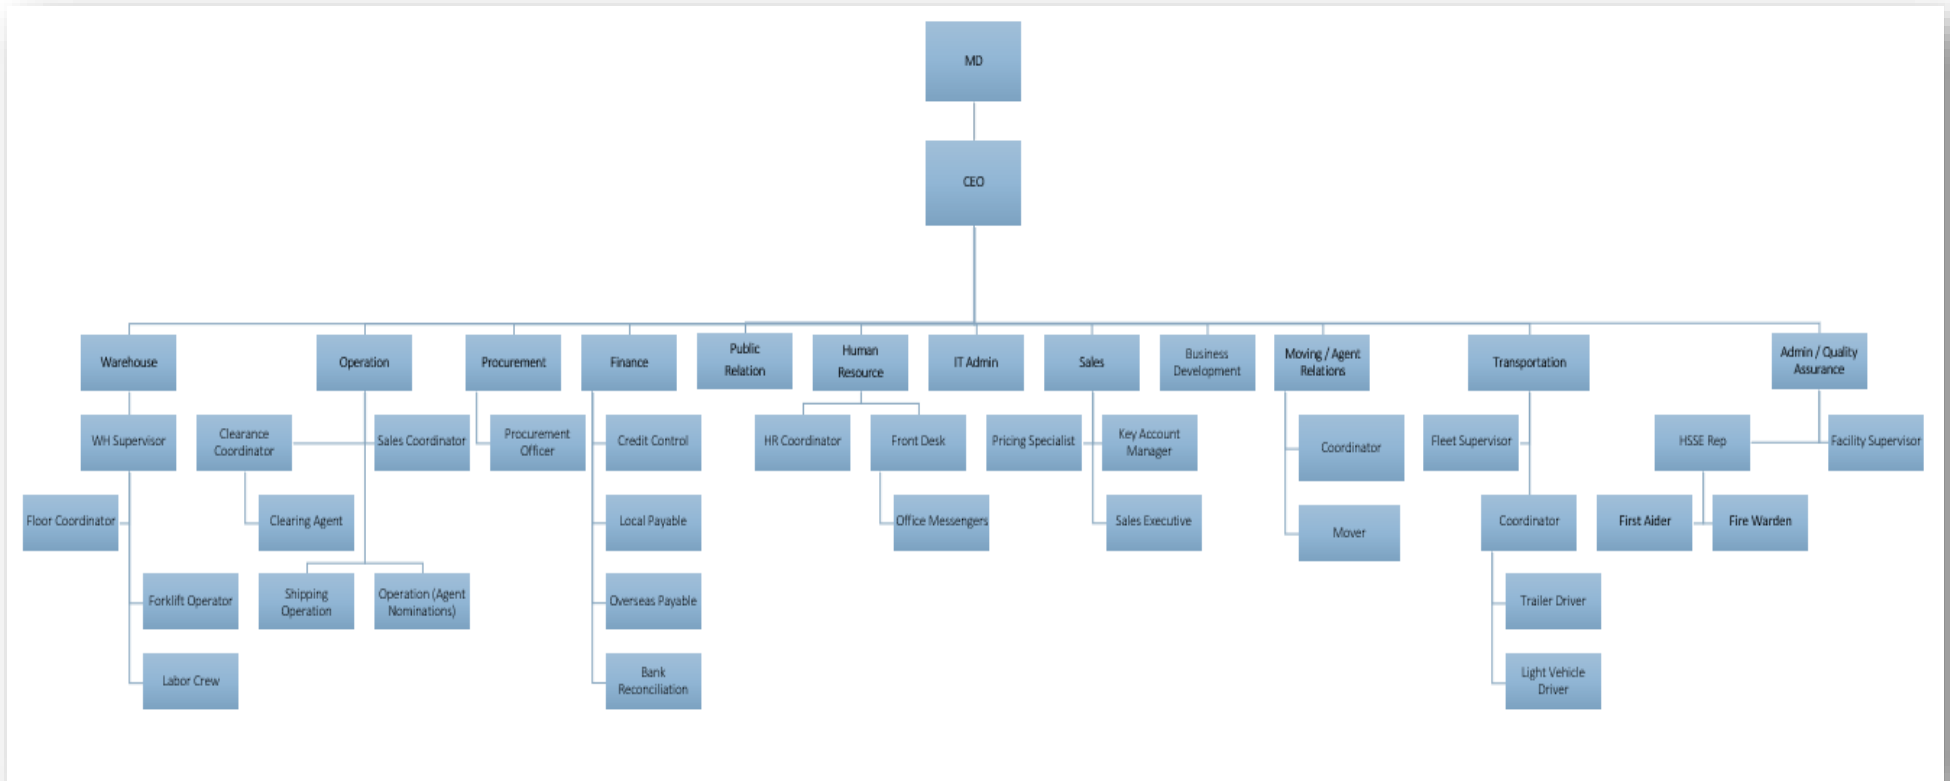 MD
CEO
Warehouse
Operation
Procurement
Finance
Public
Relation
Human
Resource
IT Admin
Sales
Business
Development
Moving / Agent
Relations
Transportation
Admin / Quality
Assurance
WH Supervisor
Clearance
Coordinator
Sales Coordinator
Procurement
Officer
Credit Control
HR Coordinator
Front Desk
Pricing Specialist
Key Account
Manager
Coordinator
Fleet Supervisor
HSSE Rep
Facility Supervisor
Floor Coordinator
Clearing Agent
Local Payable
Office Messengers
Sales Executive
Mover
Coordinator
First Aider
Fire Warden
Forklift Operator
Shipping
Operation
Operation (Agent
Nominations)
Overseas Payable
Trailer Driver
Labor Crew
Bank
Reconciliation
Light Vehicle
Driver